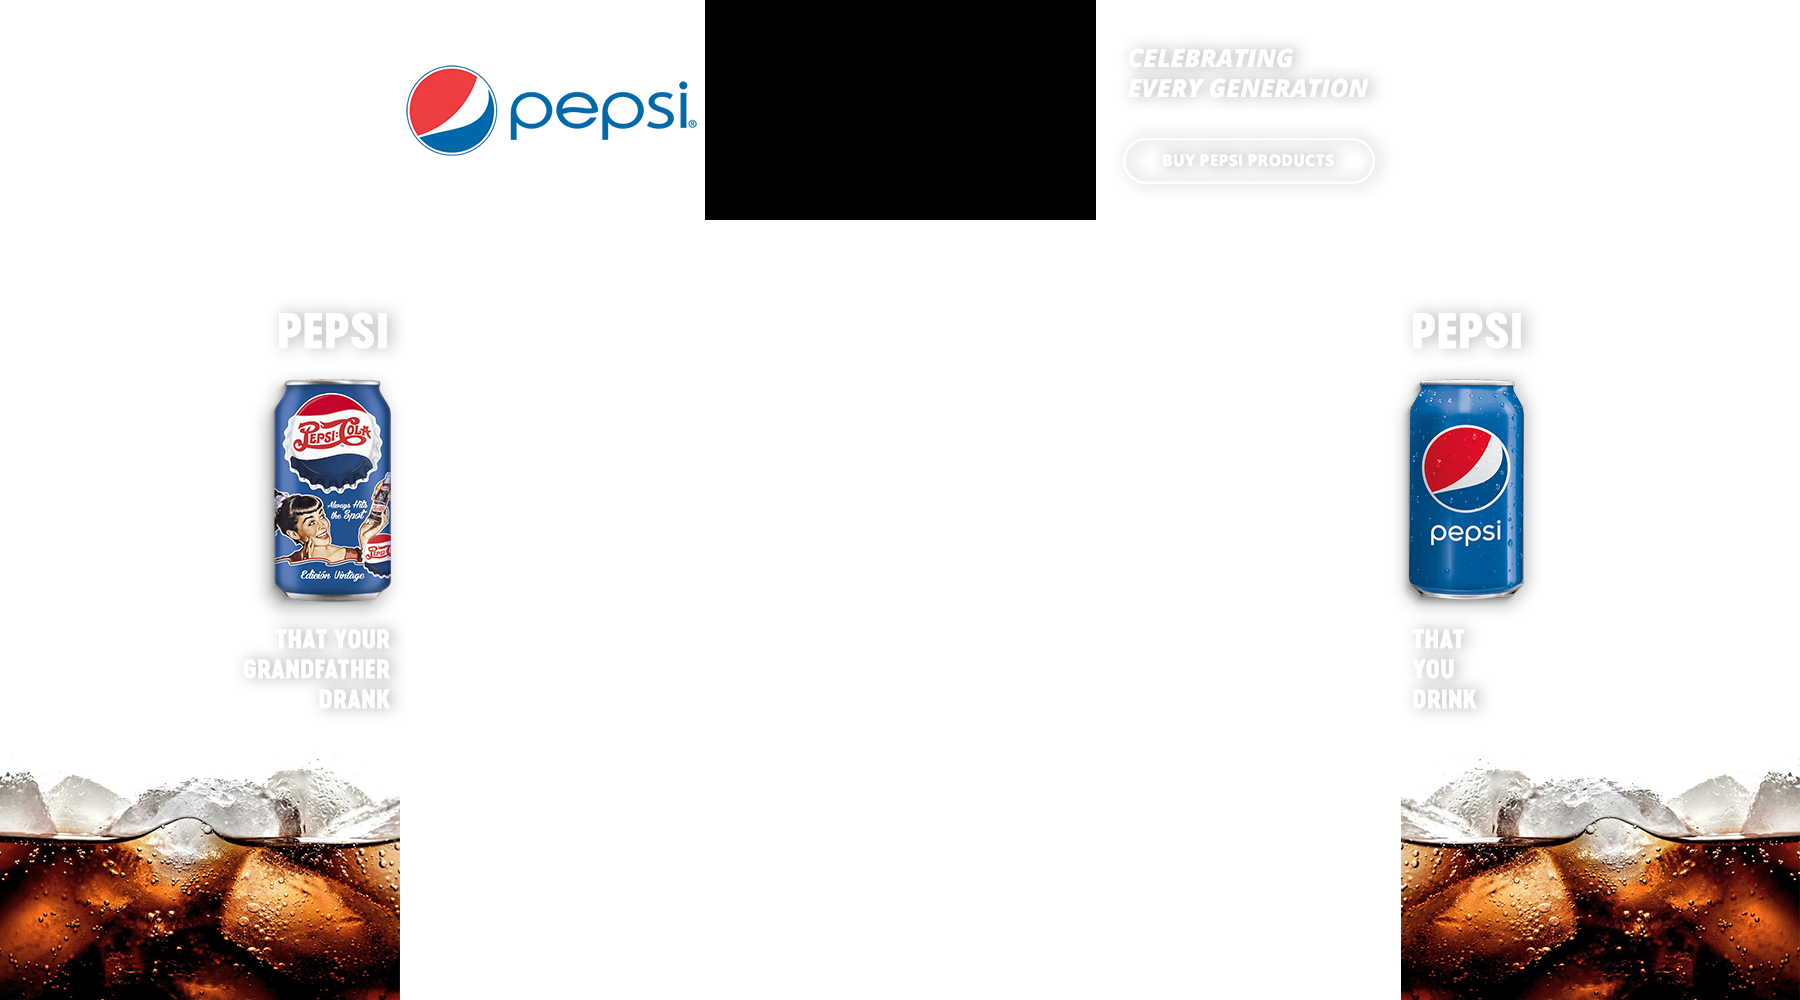 pepsi®
CELEBRATING
EVERY GENERATION
BUY PEPSI PRODUCTS
PEPSI
PEPSI-COLA
Always Hits
the Spot
Edición Vintage
THAT YOUR
GRANDFATHER
DRANK
PEPSI
pepsi
THAT
YOU
DRINK